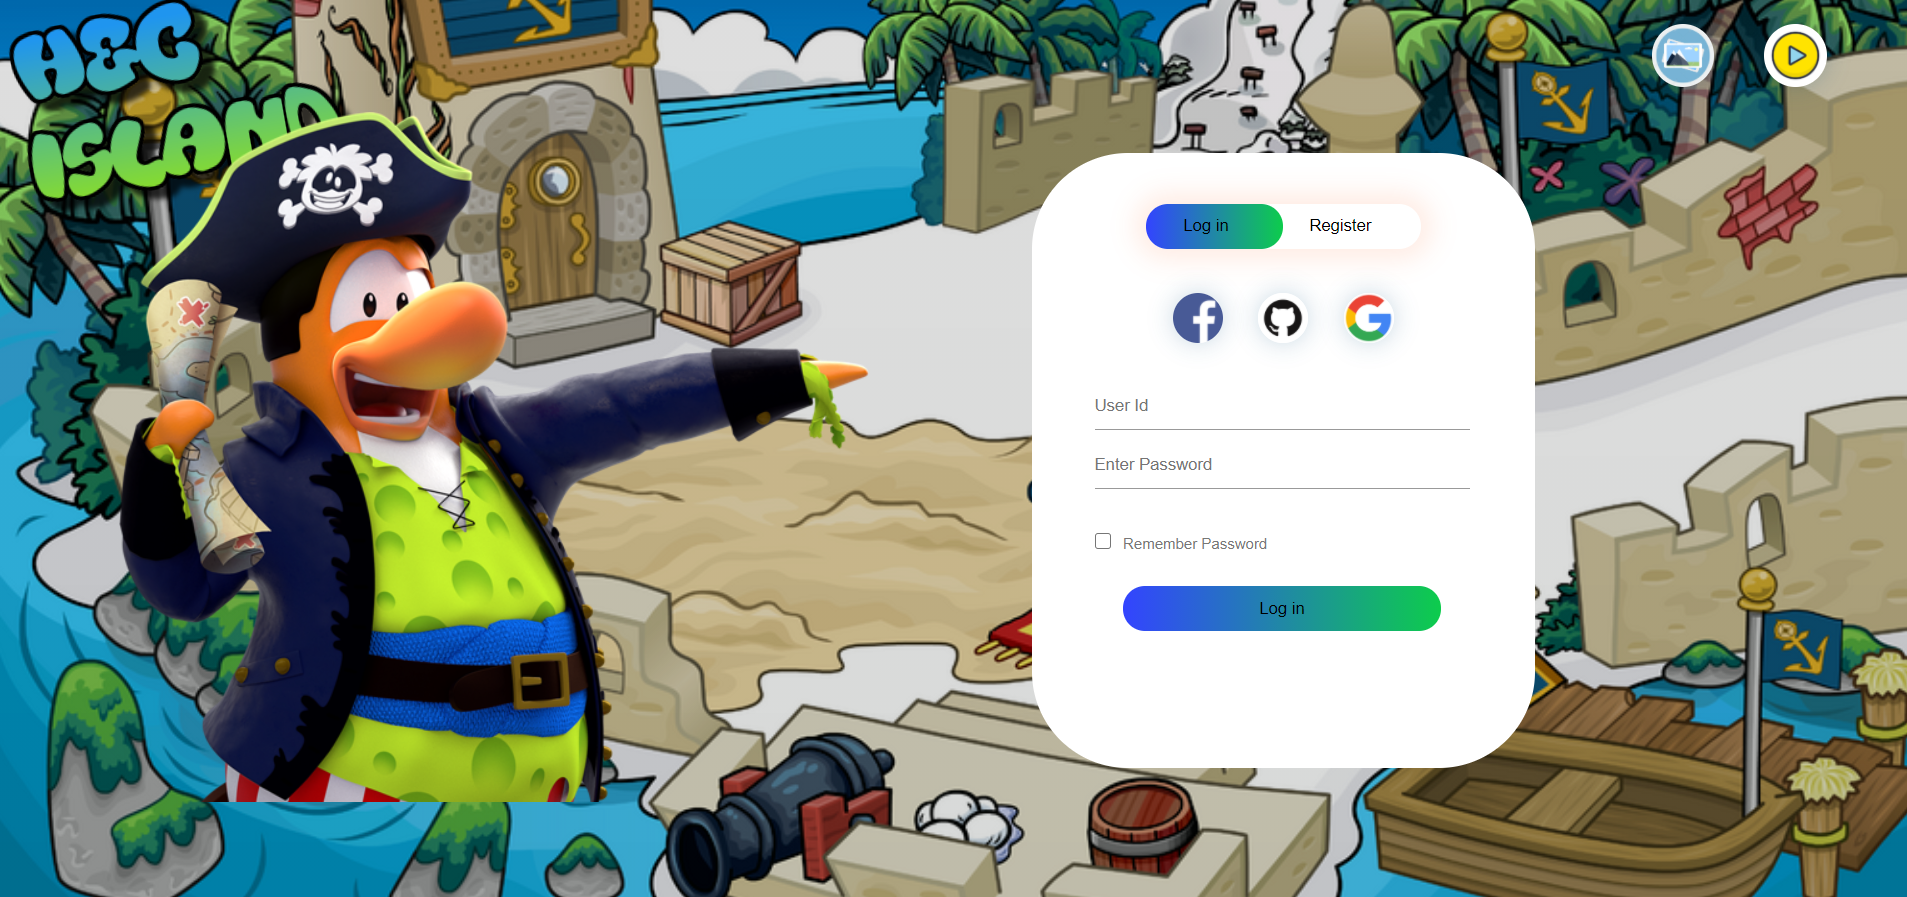 H&C
ISLAND
Log in
Register
User Id
Enter Password
Remember Password
Log in